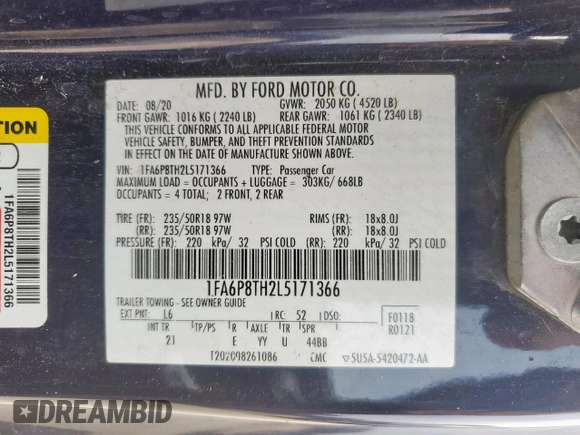 MFD. BY FORD MOTOR CO.
DATE: 08/20 GVWR: 2050 KG (4520 LB)
FRONT GAWR: 1016 KG (2240 LB) REAR GAWR: 1061 KG (2340 LB)
THIS VEHICLE CONFORMS TO ALL APPLICABLE FEDERAL MOTOR
VEHICLE SAFETY, BUMPER, AND THEFT PREVENTION STANDARDS
IN EFFECT ON THE DATE OF MANUFACTURE SHOWN ABOVE.
VIN: 1FA6P8TH2L5171366 TYPE: Passenger Car
MAXIMUM LOAD = OCCUPANTS + LUGGAGE = 303KG/ 668LB
OCCUPANTS = 4 TOTAL; 2 FRONT, 2 REAR
TIRE (FR): 235/50R18 97W RIMS (FR): 18x8.0J
(RR): 235/50R18 97W (RR): 18x8.0J
PRESSURE (FR): 220 kPa/ 32 PSI COLD (RR): 220 kPa/ 32 PSI COLD
1FA6P8TH2L5171366
TRAILER TOWING - SEE OWNER GUIDE
EXT PNT: L6 RC: 52 DSO: F0118
INT TR TP/PS R AXLE TR SPR R0121
21 E YY U 44BB
T202098261086 CMC 5U5A-5420472-AA
TION
1FA6P8TH2L5171366
DREAMBID